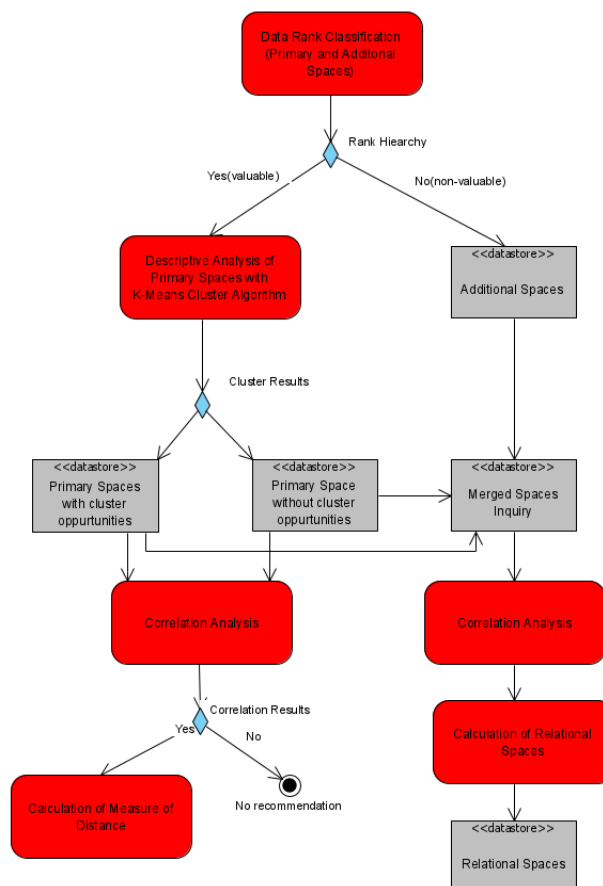 Data Rank Classification
(Primary and Additonal
Spaces)
Rank Hiearchy
Yes(valuable)
No(non-valuable)
Descriptive Analysis of
Primary Spaces with
K-Means Cluster Algorithm
<<datastore>>
Additional Spaces
Cluster Results
<<datastore>>
Primary Spaces
with cluster
oppurtunities
<<datastore>>
Primary Space
without cluster
oppurtunities
<<datastore>>
Merged Spaces
Inquiry
Correlation Analysis
Correlation Analysis
Correlation Results
Yes
No
Calculation of Relational
Spaces
No recommendation
Calculation of Measure of
Distance
<<datastore>>
Relational Spaces